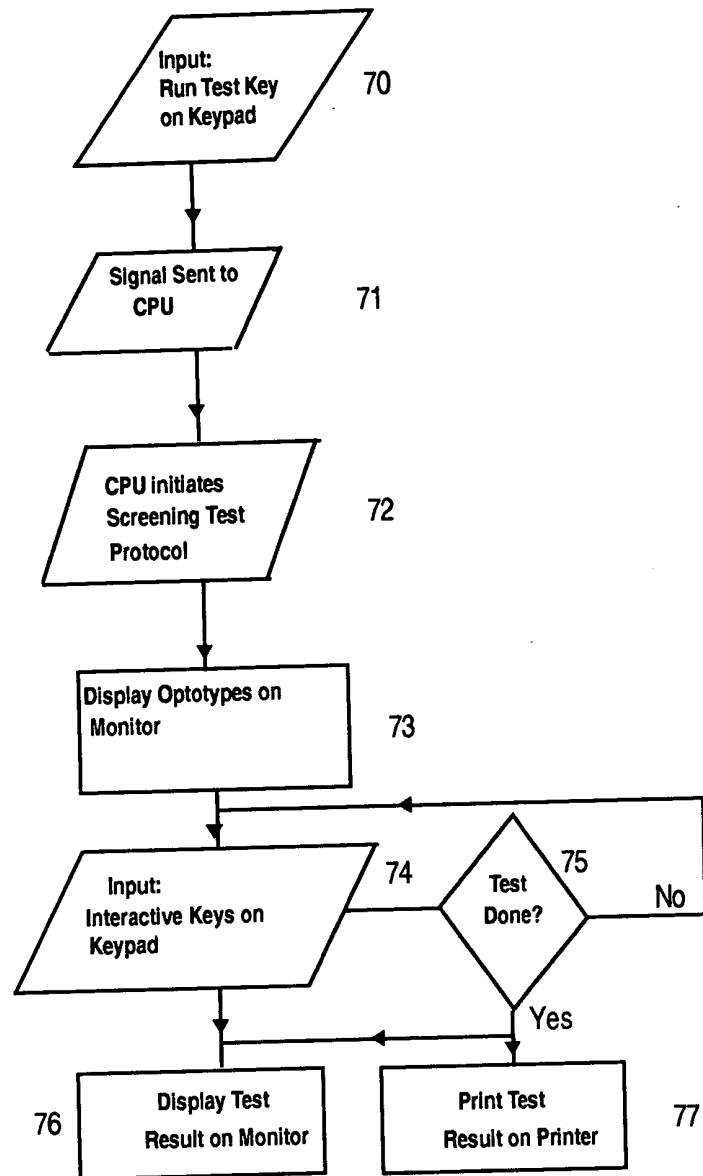 Input:
Run Test Key
on Keypad
70
Signal Sent to
CPU
71
CPU initiates
Screening Test
Protocol
72
Display Optotypes on
Monitor
73
Input:
Interactive Keys on
Keypad
74
Test
Done?
75
No
Yes
76
Display Test
Result on Monitor
Print Test
Result on Printer
77